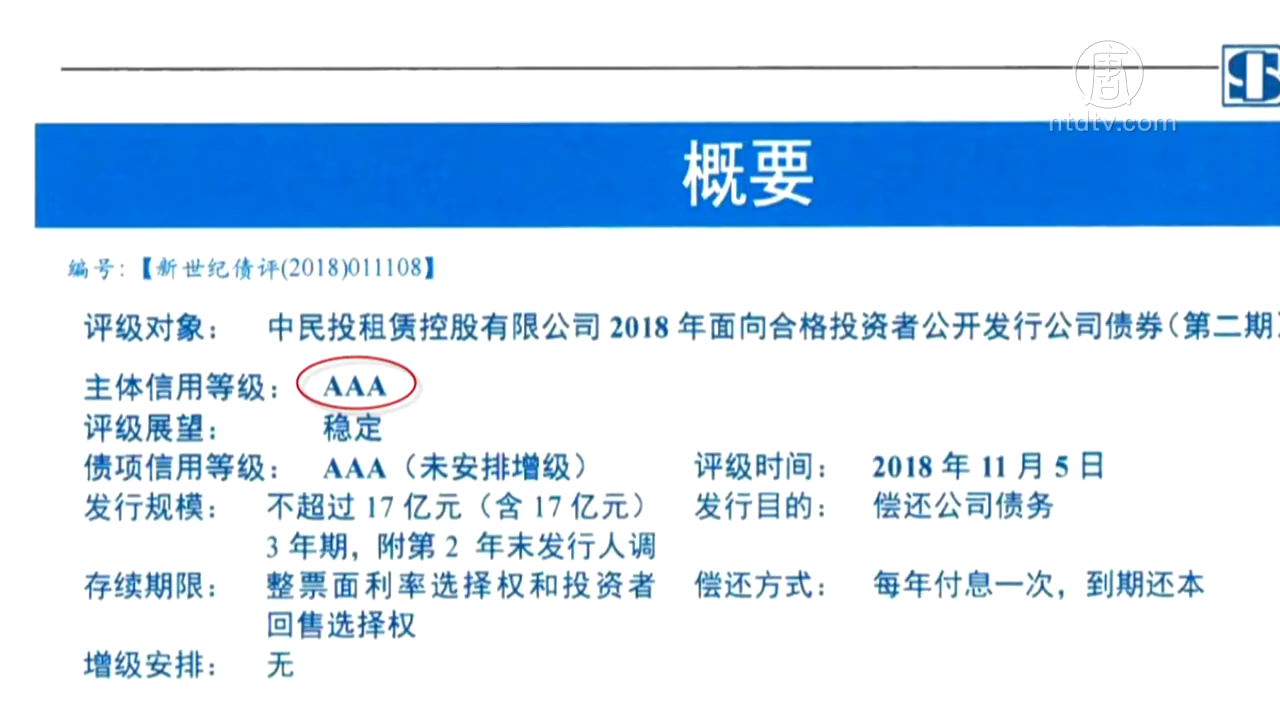 唐
ntdtv.com
概要
编号：【新世纪债评(2018)011108】
评级对象： 中民投租赁控股有限公司 2018 年面向合格投资者公开发行公司债券（第二期）
主体信用等级： AAA
评级展望： 稳定
债项信用等级： AAA（未安排增级） 评级时间： 2018 年 11 月 5 日
发行规模： 不超过 17 亿元（含 17 亿元） 发行目的： 偿还公司债务
3 年期，附第 2 年末发行人调
存续期限： 整票面利率选择权和投资者 偿还方式： 每年付息一次，到期还本
回售选择权
增级安排： 无